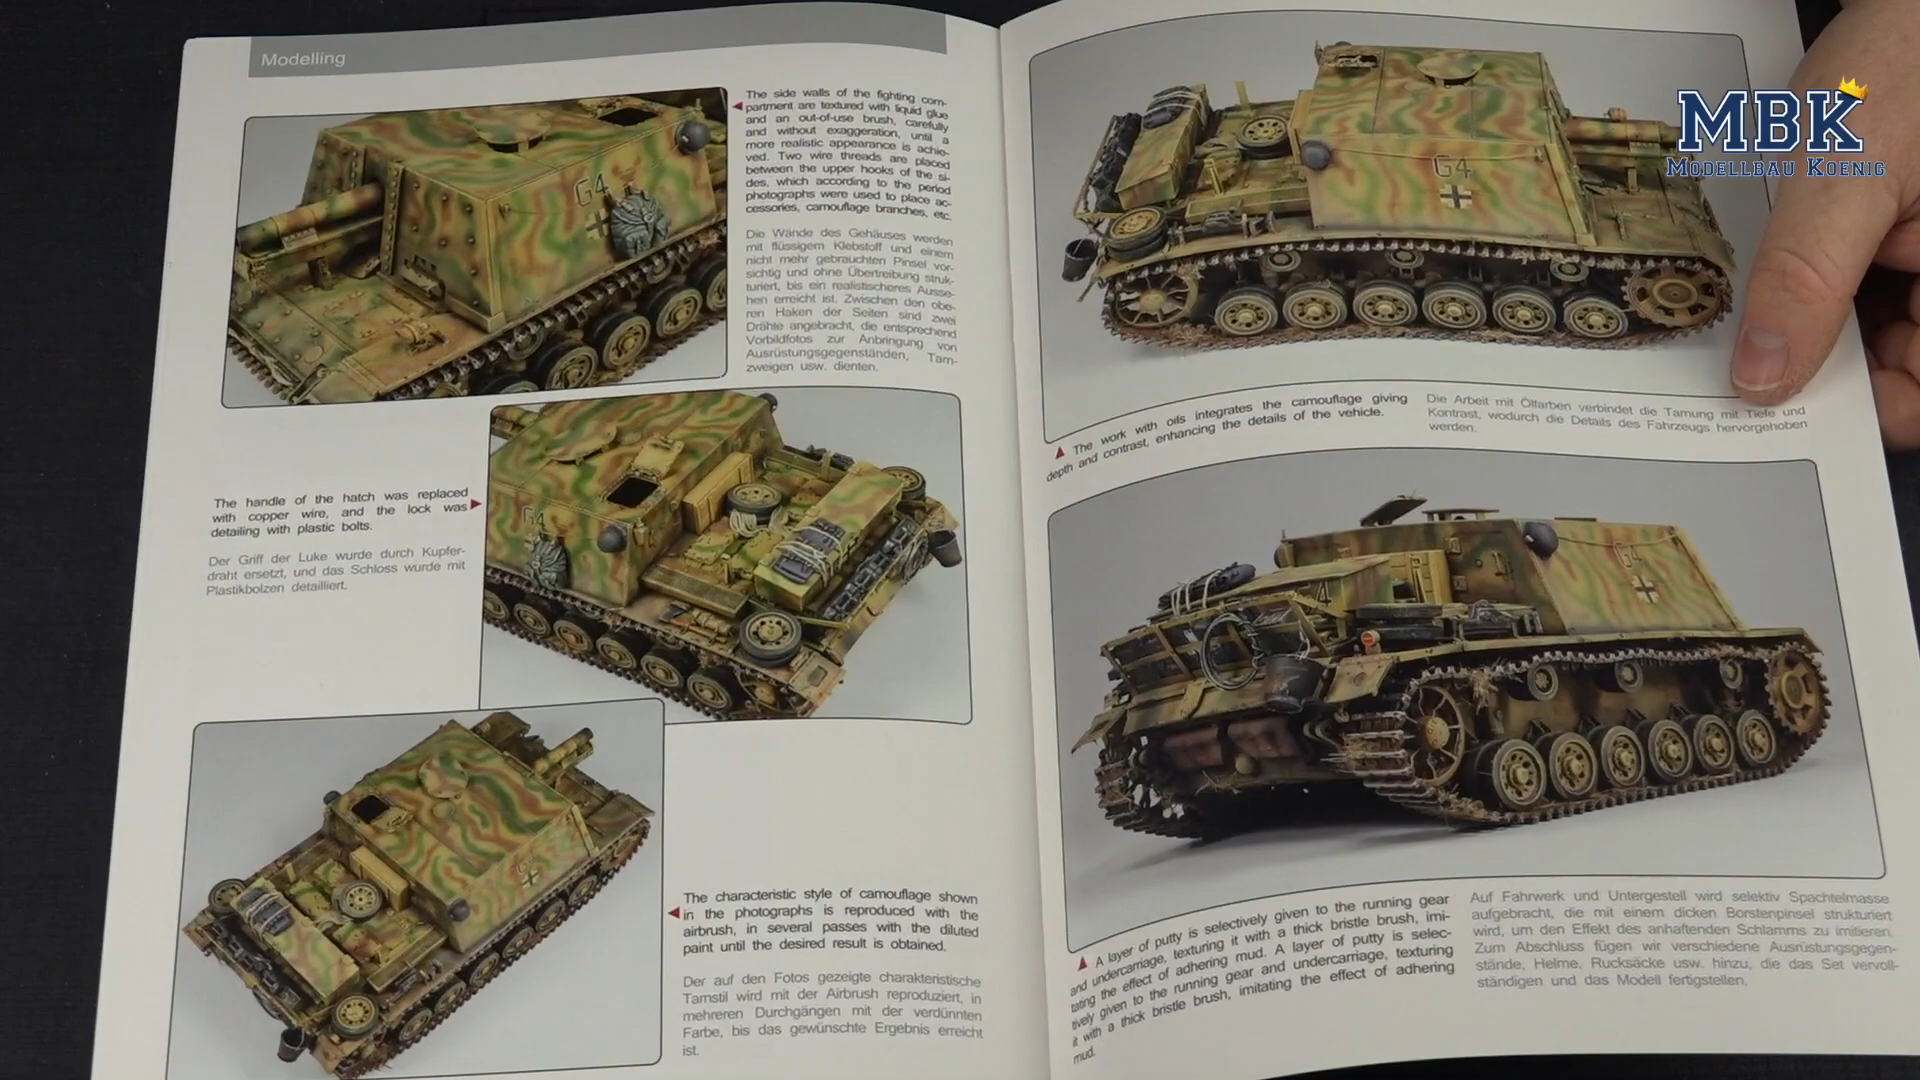 Modelling
The side walls of the fighting com-
partment are textured with liquid glue
and an out-of-use brush, carefully
and without exaggeration, until a
more realistic appearance is achie-
ved. Two wire threads are placed
between the upper hooks of the si-
des, which according to the period
photographs were used to place ac-
cessories, camouflage branches, etc.
Die Wände des Gehäuses werden
mit flüssigem Klebstoff und einem
nicht mehr gebrauchten Pinsel vor-
sichtig und ohne Übertreibung struk-
turiert, bis ein realistischeres Ausse-
hen erreicht ist. Zwischen den obe-
ren Haken der Seiten sind zwei
Drähte angebracht, die entsprechend
Vorbildfotos zur Anbringung von
Ausrüstungsgegenständen, Tarn-
zweigen usw. dienten.
G4
The handle of the hatch was replaced
with copper wire, and the lock was
detailing with plastic bolts.
Der Griff der Luke wurde durch Kupfer-
draht ersetzt, und das Schloss wurde mit
Plastikbolzen detailliert.
G4
G4
The characteristic style of camouflage shown
in the photographs is reproduced with the
airbrush, in several passes with the diluted
paint until the desired result is obtained.
Der auf den Fotos gezeigte charakteristische
Tarnstil wird mit der Airbrush reproduziert, in
mehreren Durchgängen mit der verdünnten
Farbe, bis das gewünschte Ergebnis erreicht
ist.
G4
MBK
Modellbau Koenig
The work with oils integrates the camouflage giving
depth and contrast, enhancing the details of the vehicle.
Die Arbeit mit Ölfarben verbindet die Tarnung mit Tiefe und
Kontrast, wodurch die Details des Fahrzeugs hervorgehoben
werden.
G4
A layer of putty is selectively given to the running gear
and undercarriage, texturing it with a thick bristle brush, imi-
tating the effect of adhering mud. A layer of putty is selec-
tively given to the running gear and undercarriage, texturing
it with a thick bristle brush, imitating the effect of adhering
mud.
Auf Fahrwerk und Untergestell wird selektiv Spachtelmasse
aufgebracht, die mit einem dicken Borstenpinsel strukturiert
wird, um den Effekt des anhaftenden Schlamms zu imitieren.
Zum Abschluss fügen wir verschiedene Ausrüstungsgegen-
stände, Helme, Rucksäcke usw. hinzu, die das Set vervoll-
ständigen und das Modell fertigstellen.